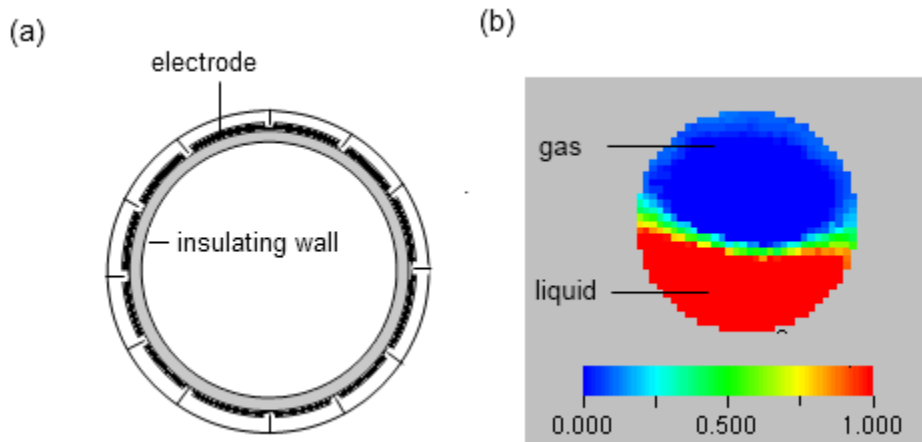 (a)
electrode
insulating wall
(b)
gas
liquid
0.000 0.500 1.000